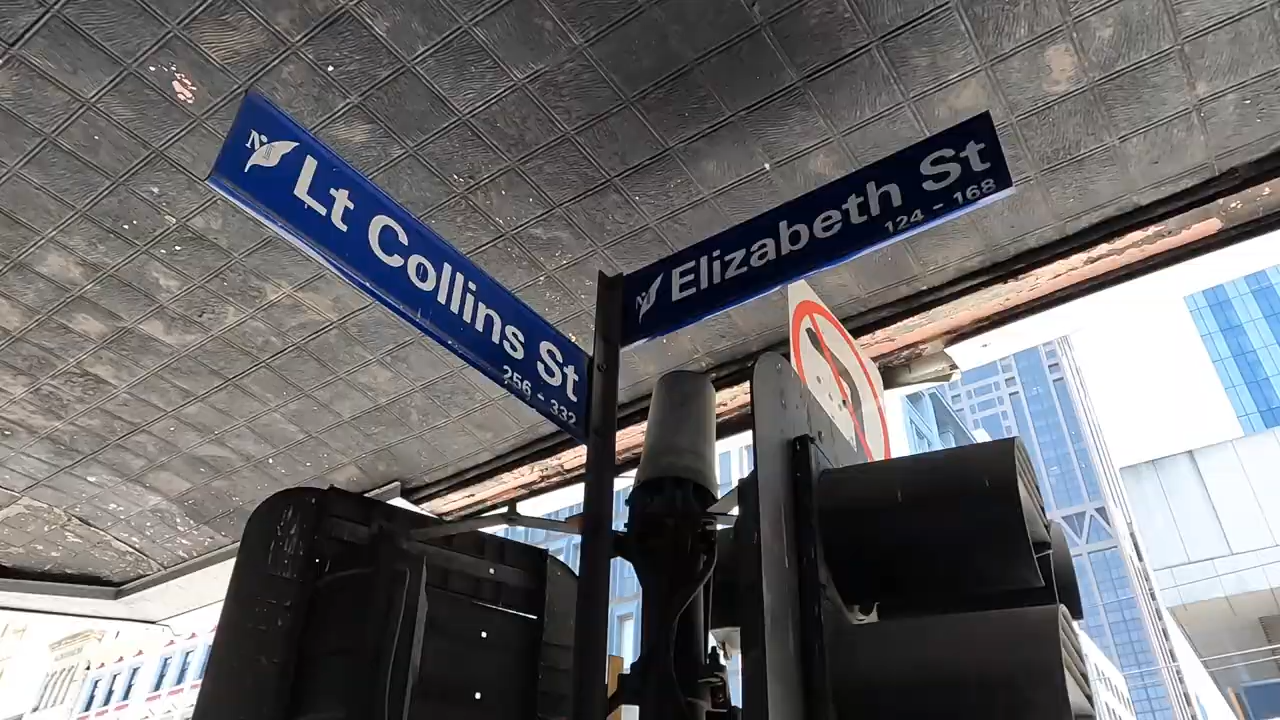 Lt Collins St
256 - 332
Elizabeth St
124 - 168